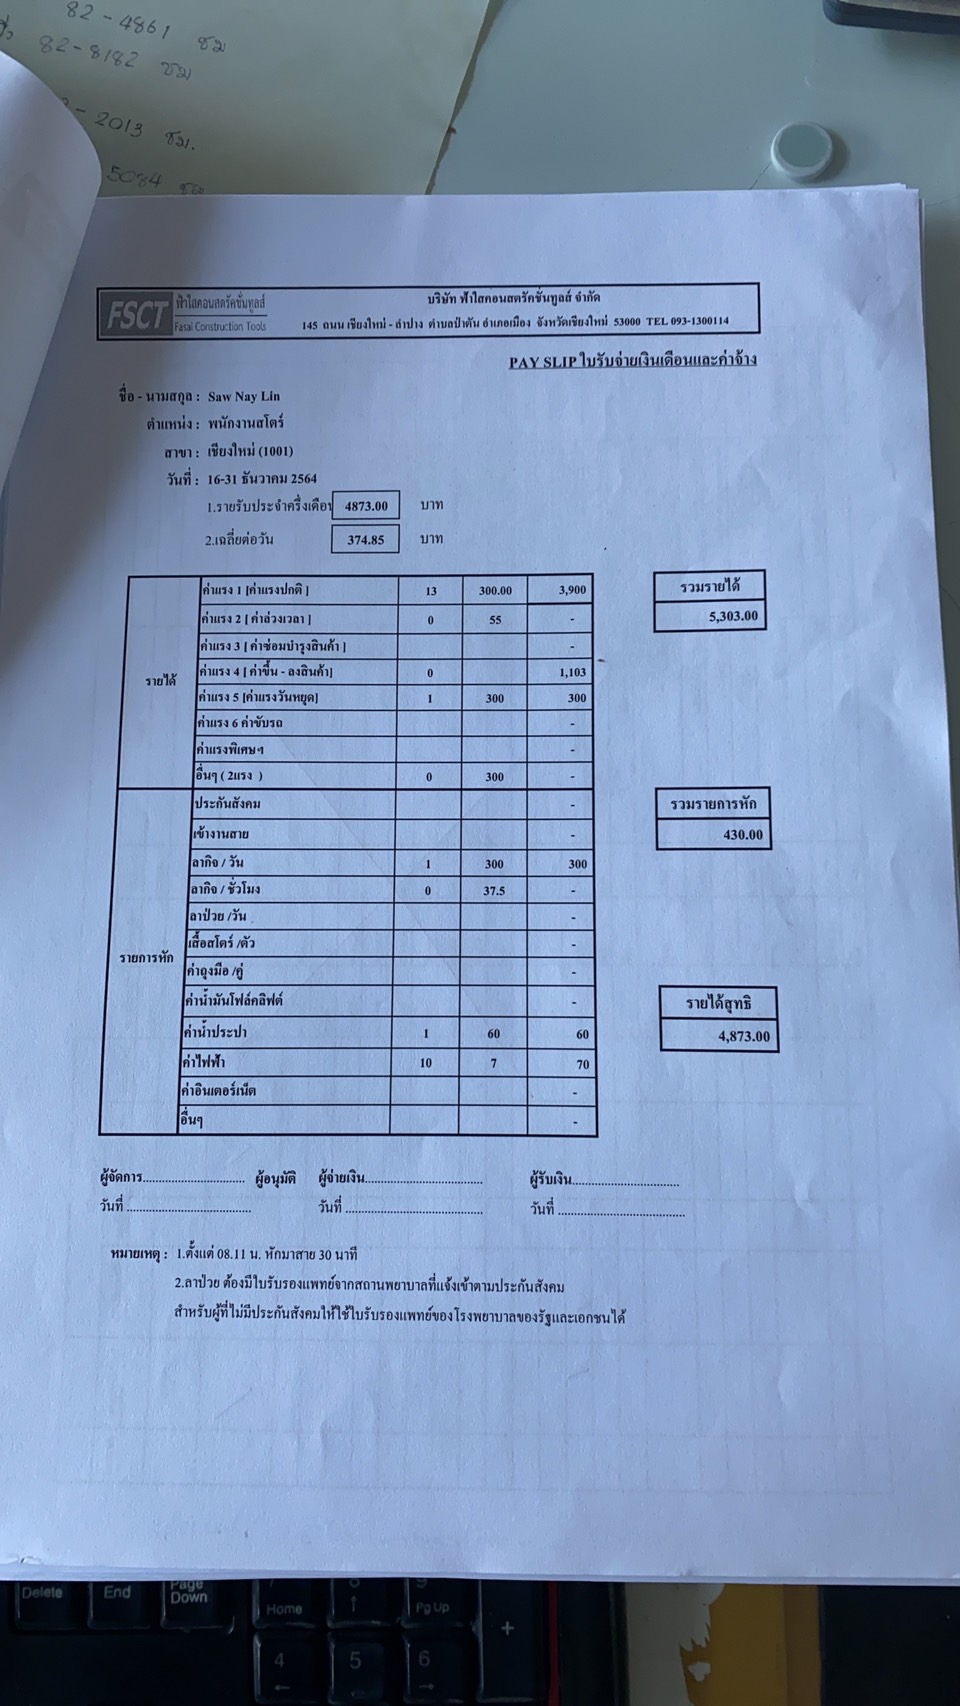 82-4861 ซม
82-8182 ซม
-2013 ซม.
5084 ซม
FSCT ฟ้าใสคอนสตรัคชั่นทูลส์
Fasai Construction Tools
บริษัท ฟ้าใสคอนสตรัคชั่นทูลส์ จำกัด
145 ถนน เชียงใหม่ - ลำปาง ตำบลป่าตัน อำเภอเมือง จังหวัดเชียงใหม่ 53000 TEL 093-1300114
PAY SLIP ใบรับจ่ายเงินเดือนและค่าจ้าง
ชื่อ - นามสกุล : Saw Nay Lin
ตำแหน่ง : พนักงานสโตร์
สาขา : เชียงใหม่ (1001)
วันที่ : 16-31 ธันวาคม 2564
1.รายรับประจำครึ่งเดือน 4873.00 บาท
2.เฉลี่ยต่อวัน 374.85 บาท
รายได้
ค่าแรง 1 [ค่าแรงปกติ ] 13 300.00 3,900
ค่าแรง 2 [ ค่าล่วงเวลา ] 0 55 -
ค่าแรง 3 [ ค่าซ่อมบำรุงสินค้า ] -
ค่าแรง 4 [ ค่าขึ้น - ลงสินค้า] 0 1,103
ค่าแรง 5 [ค่าแรงวันหยุด] 1 300 300
ค่าแรง 6 ค่าขับรถ -
ค่าแรงพิเศษฯ -
อื่นๆ ( 2แรง ) 0 300 -
รวมรายได้
5,303.00
รายการหัก
ประกันสังคม -
เข้างานสาย -
ลากิจ / วัน 1 300 300
ลากิจ / ชั่วโมง 0 37.5 -
ลาป่วย /วัน -
เสื้อสโตร์ /ตัว -
ค่าถุงมือ /คู่ -
ค่าน้ำมันโฟล์คลิฟต์ -
ค่าน้ำประปา 1 60 60
ค่าไฟฟ้า 10 7 70
ค่าอินเตอร์เน็ต -
อื่นๆ -
รวมรายการหัก
430.00
รายได้สุทธิ
4,873.00
ผู้จัดการ.............................. ผู้อนุมัติ ผู้จ่ายเงิน.................................. ผู้รับเงิน..............................
วันที่ .................................... วันที่ ....................................... วันที่ ....................................
หมายเหตุ : 1.ตั้งแต่ 08.11 น. หักมาสาย 30 นาที
2.ลาป่วย ต้องมีใบรับรองแพทย์จากสถานพยาบาลที่แจ้งเข้าตามประกันสังคม
สำหรับผู้ที่ไม่มีประกันสังคมให้ใช้ใบรับรองแพทย์ของโรงพยาบาลของรัฐและเอกชนได้
Delete End Page Down
Home ↑ Pg Up
+
4 5 6
← →